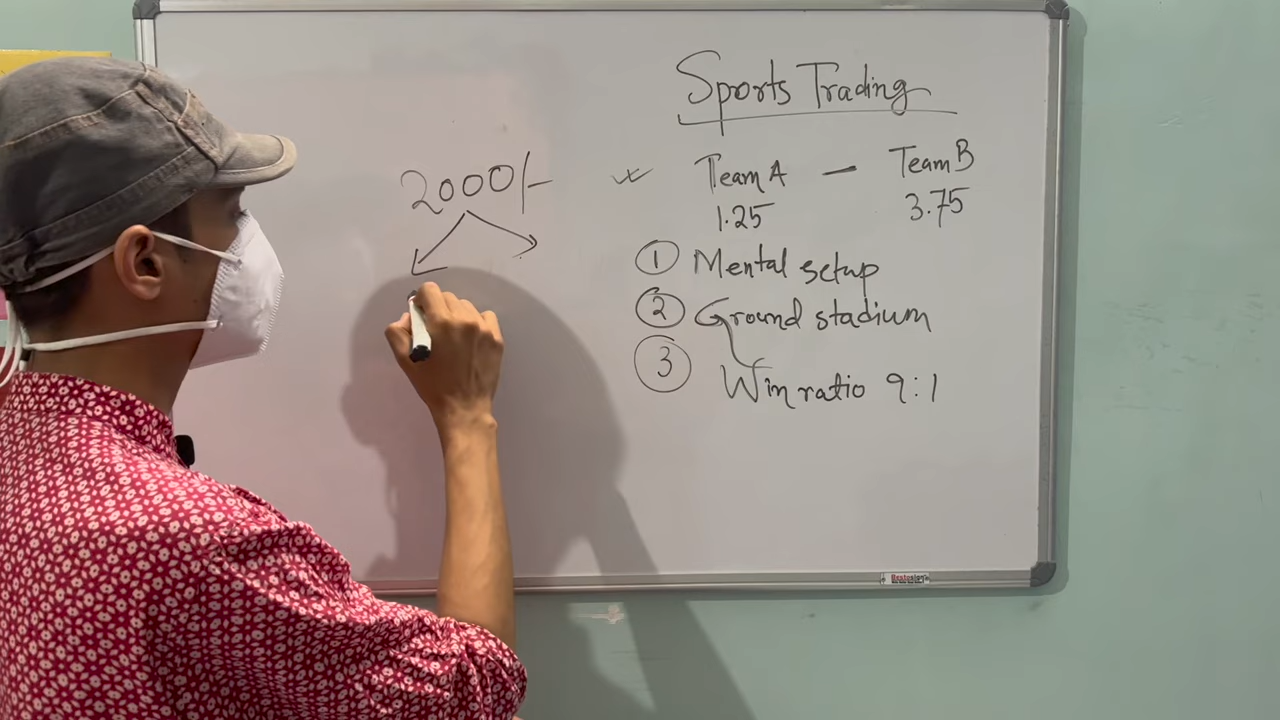 Sports Trading
2000/-
Team A — Team B
1.25 3.75
1 Mental setup
2 Ground stadium
3
Win ratio 9:1